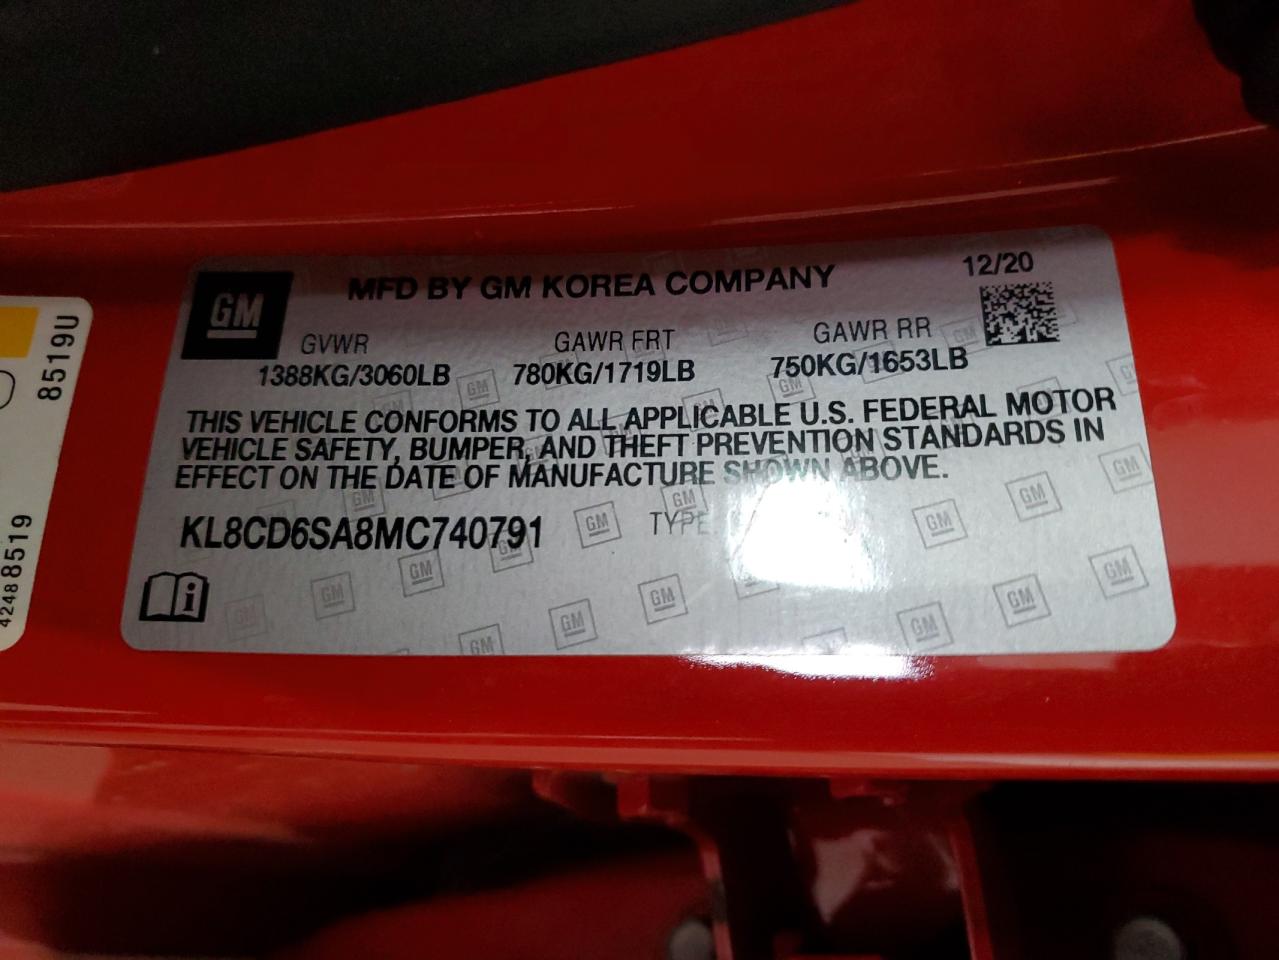 GM
MFD BY GM KOREA COMPANY
12/20
GVWR
GAWR FRT
GAWR RR
1388KG/3060LB
780KG/1719LB
750KG/1653LB
THIS VEHICLE CONFORMS TO ALL APPLICABLE U.S. FEDERAL MOTOR
VEHICLE SAFETY, BUMPER, AND THEFT PREVENTION STANDARDS IN
EFFECT ON THE DATE OF MANUFACTURE SHOWN ABOVE.
KL8CD6SA8MC740791
TYPE
8519U
42488519